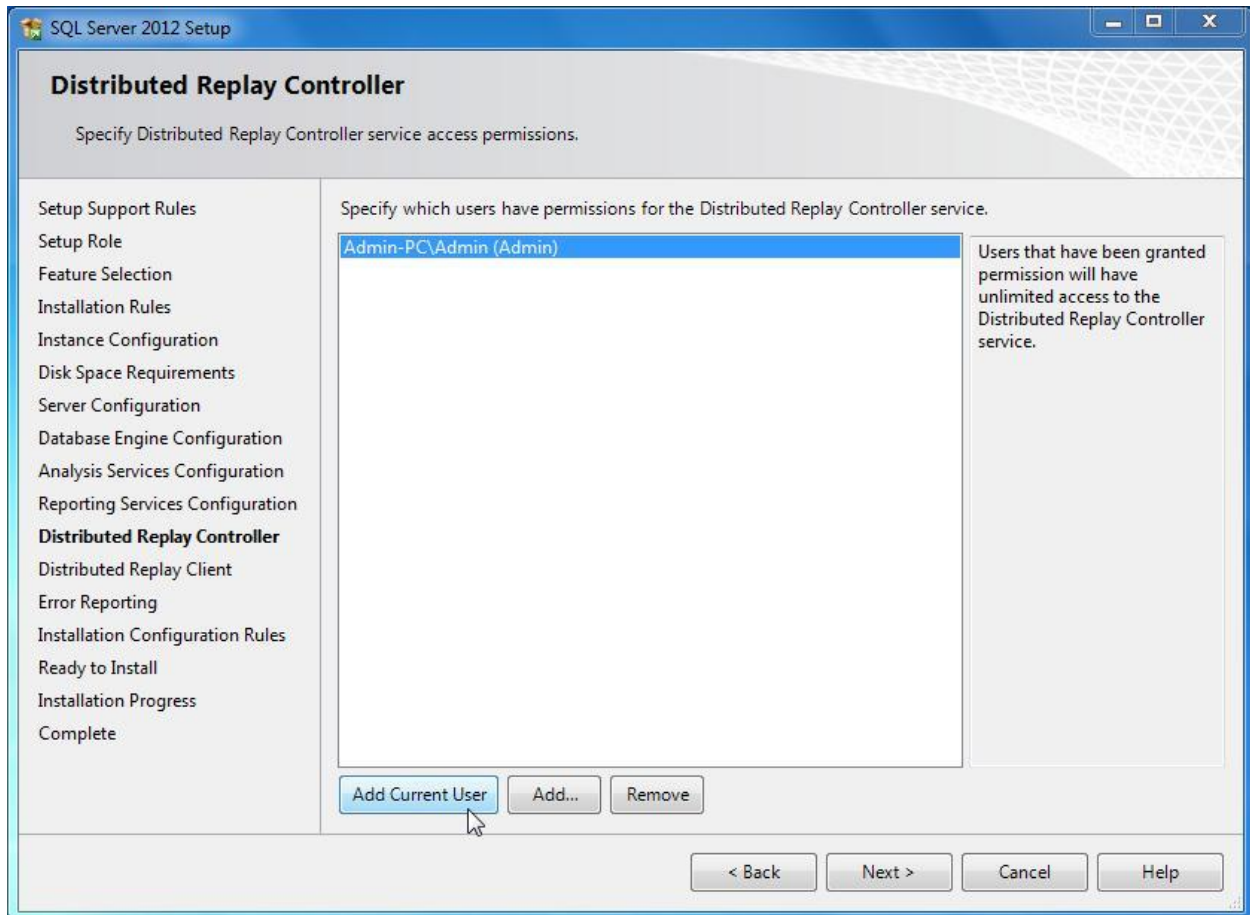 SQL Server 2012 Setup
Distributed Replay Controller
Specify Distributed Replay Controller service access permissions.
Setup Support Rules
Setup Role
Feature Selection
Installation Rules
Instance Configuration
Disk Space Requirements
Server Configuration
Database Engine Configuration
Analysis Services Configuration
Reporting Services Configuration
Distributed Replay Controller
Distributed Replay Client
Error Reporting
Installation Configuration Rules
Ready to Install
Installation Progress
Complete
Specify which users have permissions for the Distributed Replay Controller service.
Admin-PC\Admin (Admin)
Users that have been granted
permission will have
unlimited access to the
Distributed Replay Controller
service.
Add Current User
Add...
Remove
< Back
Next >
Cancel
Help